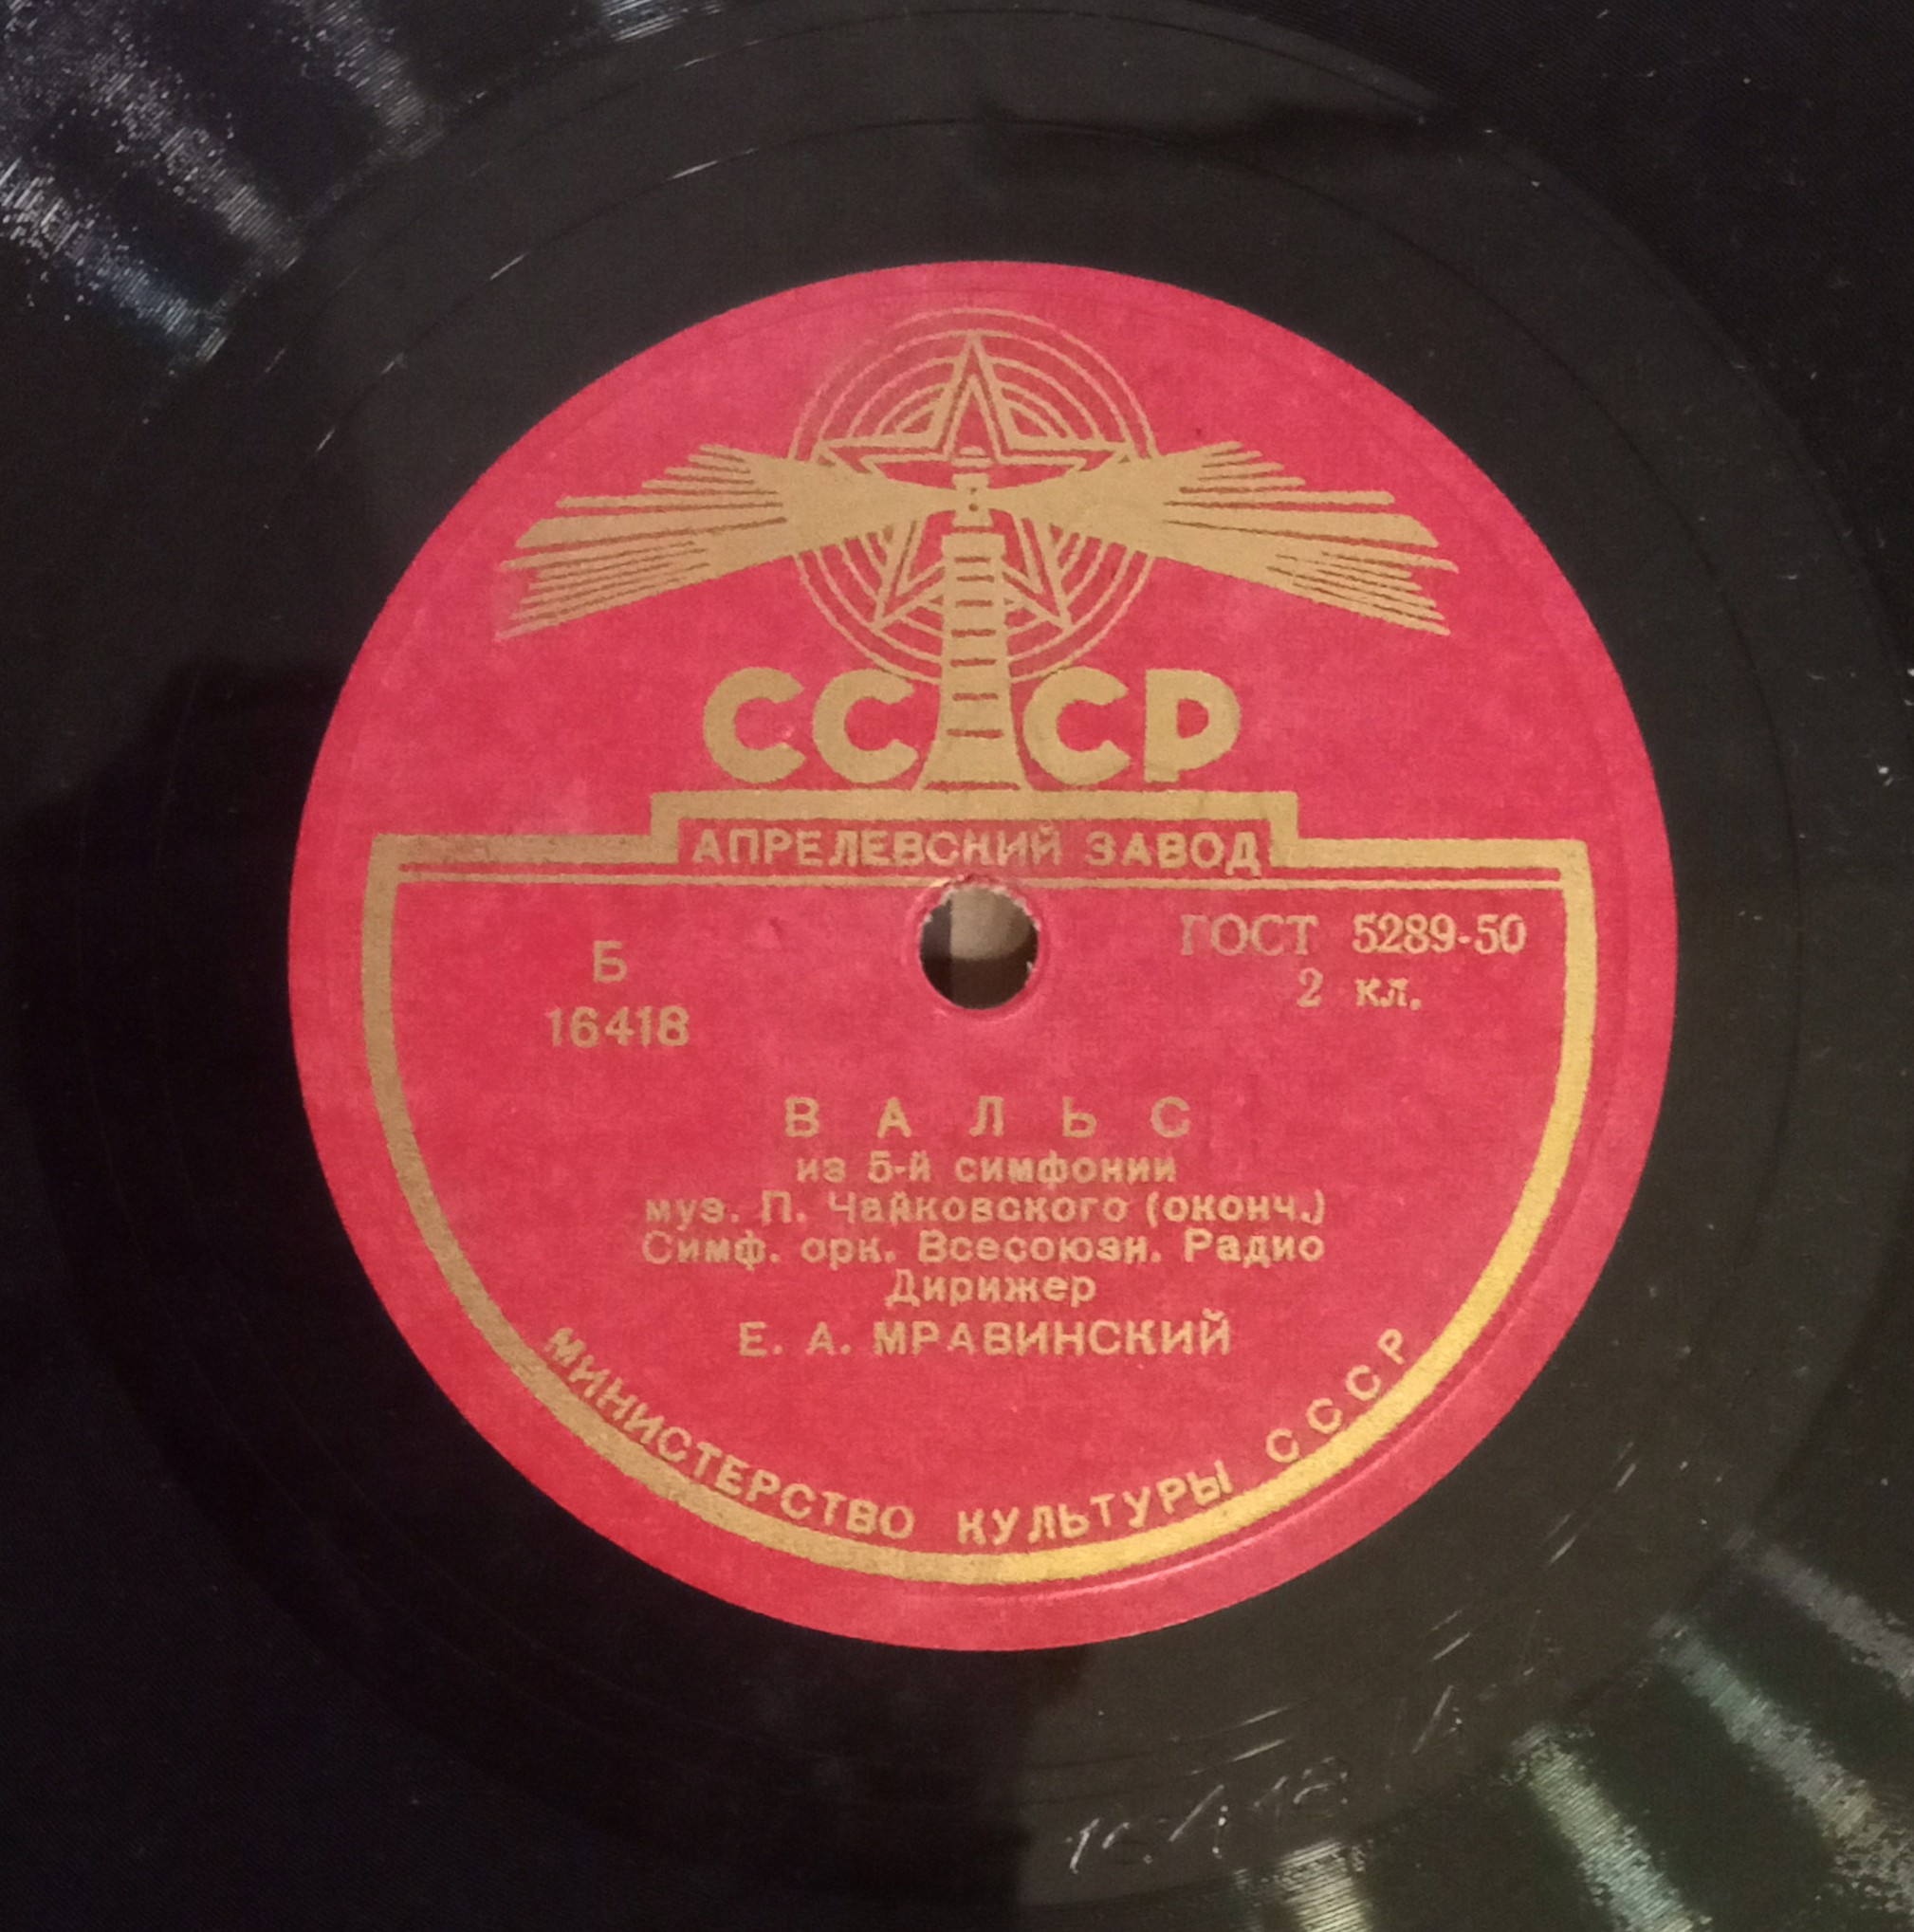 СССР
АПРЕЛЕВСКИЙ ЗАВОД
Б
16418
ГОСТ 5289-50
2 кл.
ВАЛЬС
из 5-й симфонии
муз. П. Чайковского (оконч.)
Симф. орк. Всесоюзн. Радио
Дирижер
Е. А. МРАВИНСКИЙ
МИНИСТЕРСТВО КУЛЬТУРЫ СССР
16418